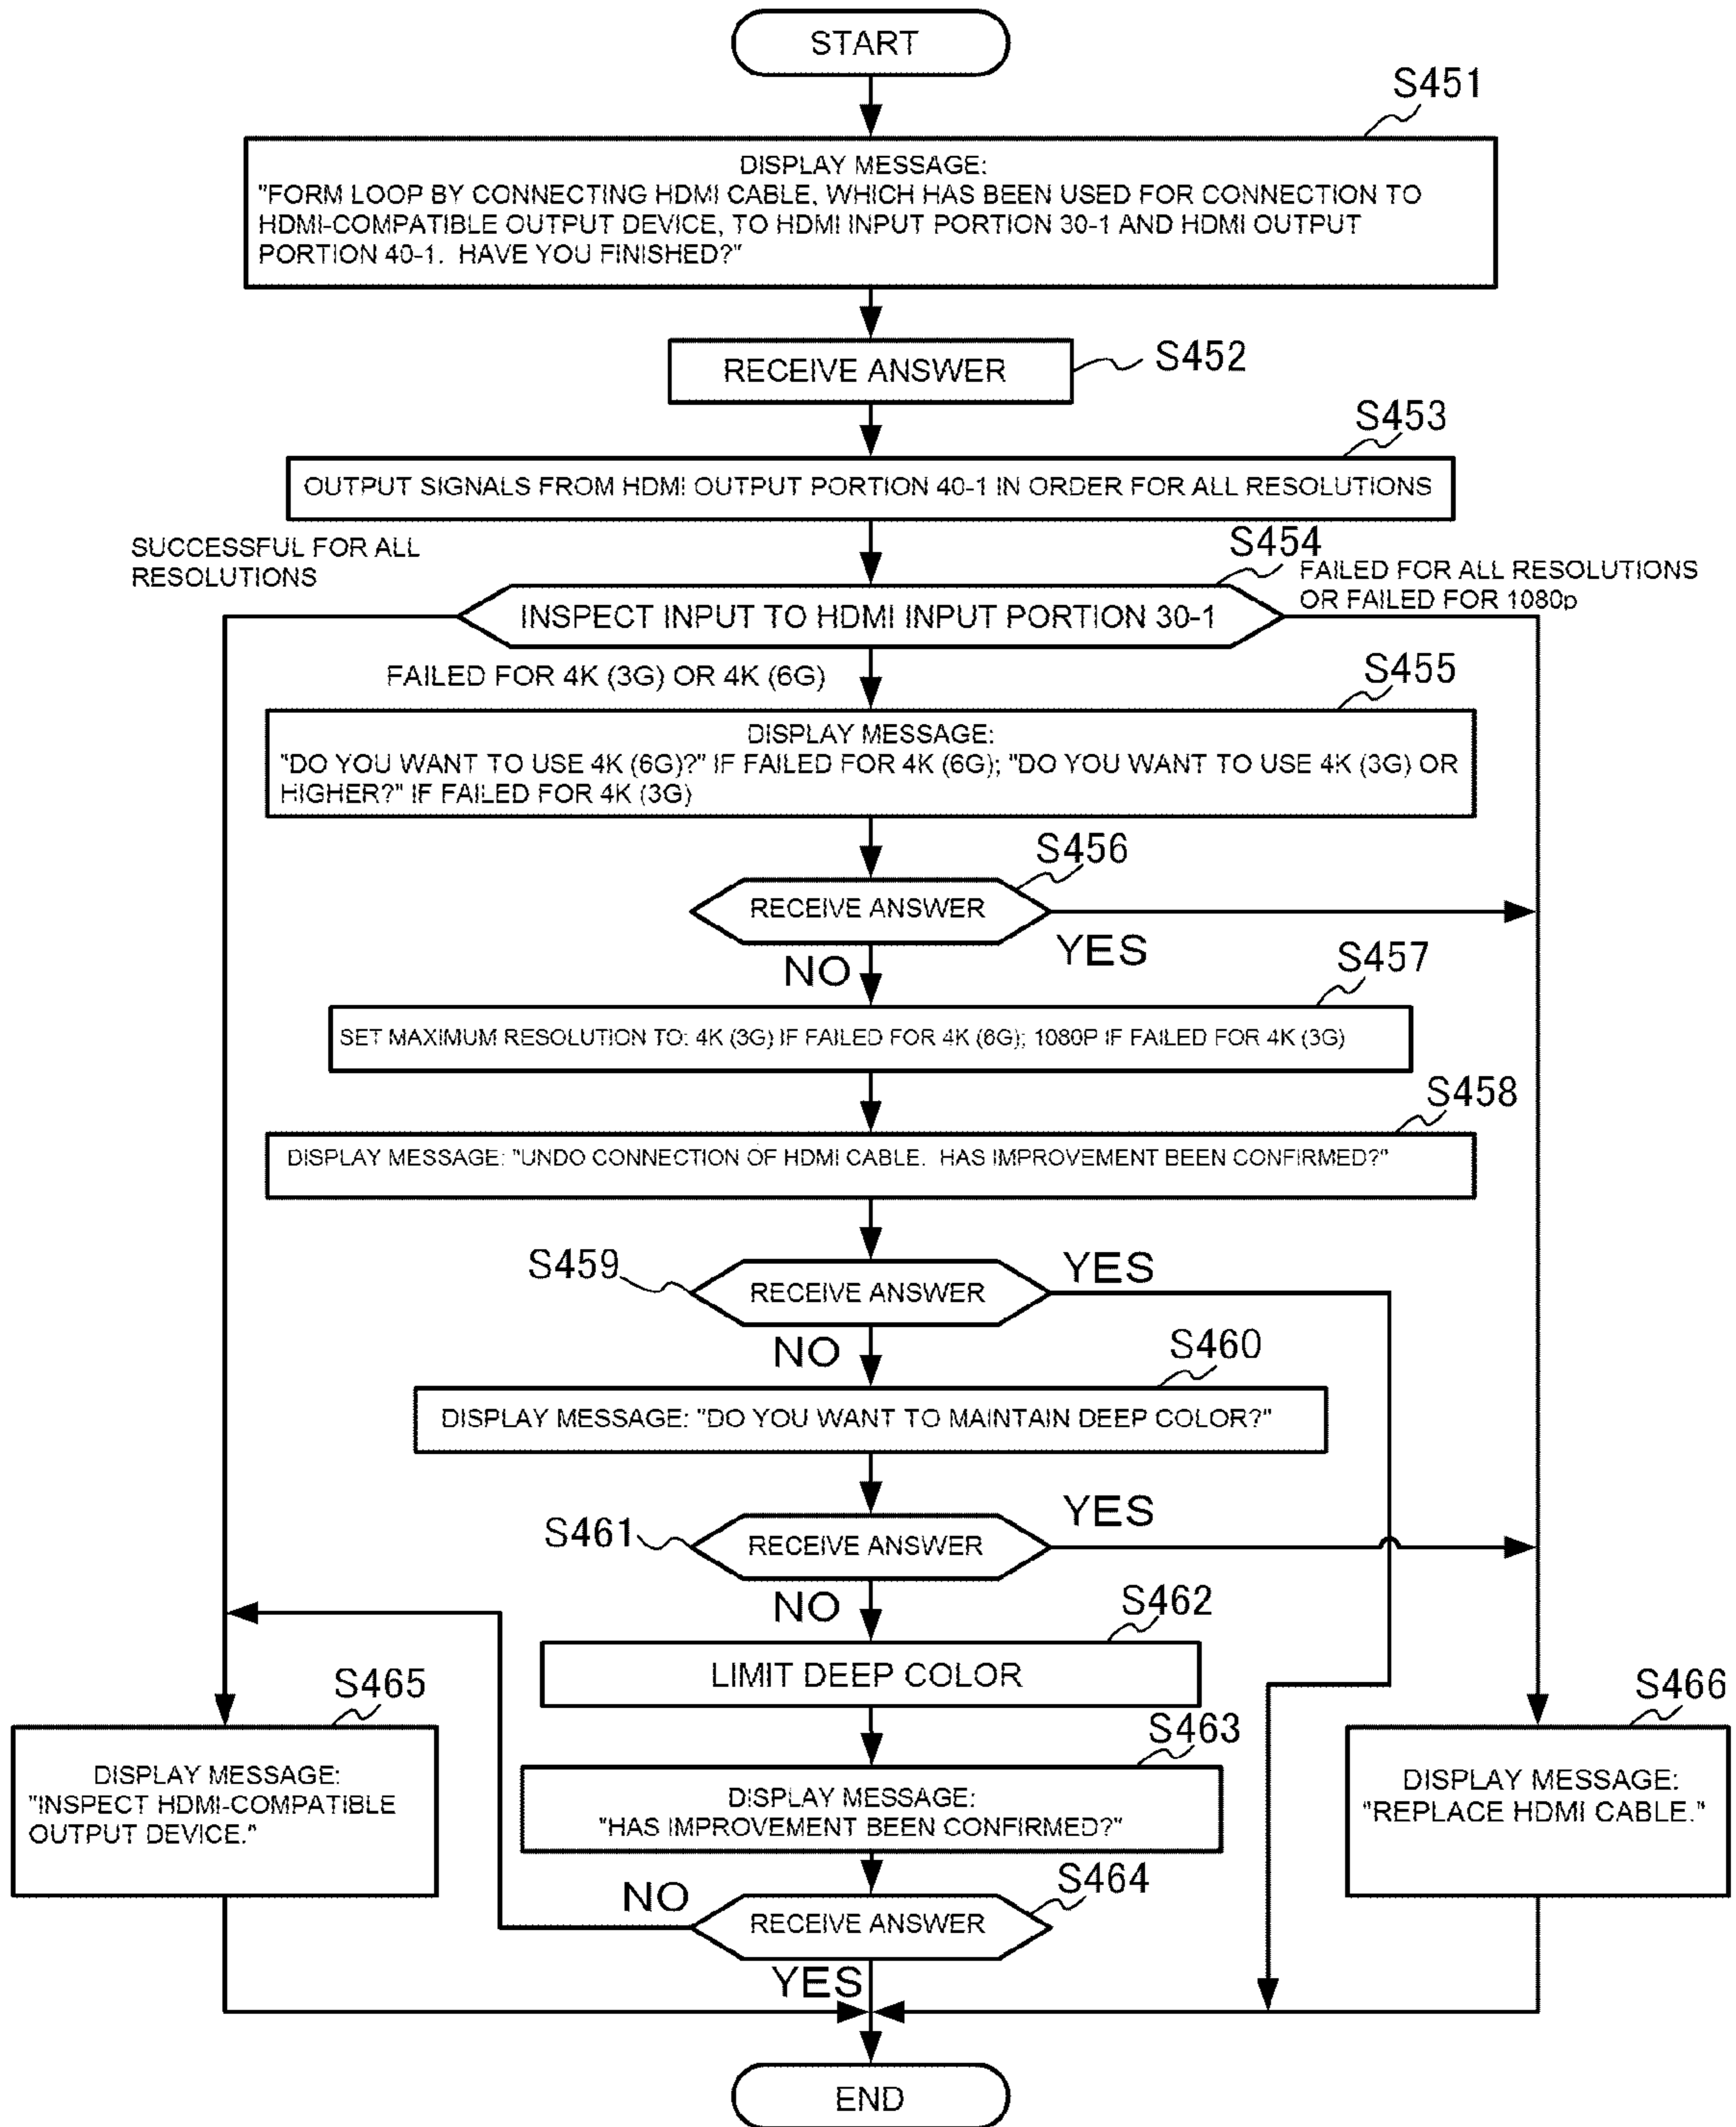 START
S451
DISPLAY MESSAGE:
"FORM LOOP BY CONNECTING HDMI CABLE, WHICH HAS BEEN USED FOR CONNECTION TO
HDMI-COMPATIBLE OUTPUT DEVICE, TO HDMI INPUT PORTION 30-1 AND HDMI OUTPUT
PORTION 40-1. HAVE YOU FINISHED?"
RECEIVE ANSWER
S452
S453
OUTPUT SIGNALS FROM HDMI OUTPUT PORTION 40-1 IN ORDER FOR ALL RESOLUTIONS
SUCCESSFUL FOR ALL
RESOLUTIONS
S454
FAILED FOR ALL RESOLUTIONS
OR FAILED FOR 1080p
INSPECT INPUT TO HDMI INPUT PORTION 30-1
FAILED FOR 4K (3G) OR 4K (6G)
S455
DISPLAY MESSAGE:
"DO YOU WANT TO USE 4K (6G)?" IF FAILED FOR 4K (6G); "DO YOU WANT TO USE 4K (3G) OR
HIGHER?" IF FAILED FOR 4K (3G)
S456
RECEIVE ANSWER
YES
NO
S457
SET MAXIMUM RESOLUTION TO: 4K (3G) IF FAILED FOR 4K (6G); 1080P IF FAILED FOR 4K (3G)
S458
DISPLAY MESSAGE: "UNDO CONNECTION OF HDMI CABLE. HAS IMPROVEMENT BEEN CONFIRMED?"
S459
RECEIVE ANSWER
YES
NO
S460
DISPLAY MESSAGE: "DO YOU WANT TO MAINTAIN DEEP COLOR?"
S461
RECEIVE ANSWER
YES
NO
S462
LIMIT DEEP COLOR
S465
DISPLAY MESSAGE:
"INSPECT HDMI-COMPATIBLE
OUTPUT DEVICE."
S463
DISPLAY MESSAGE:
"HAS IMPROVEMENT BEEN CONFIRMED?"
S466
DISPLAY MESSAGE:
"REPLACE HDMI CABLE."
NO
S464
RECEIVE ANSWER
YES
END